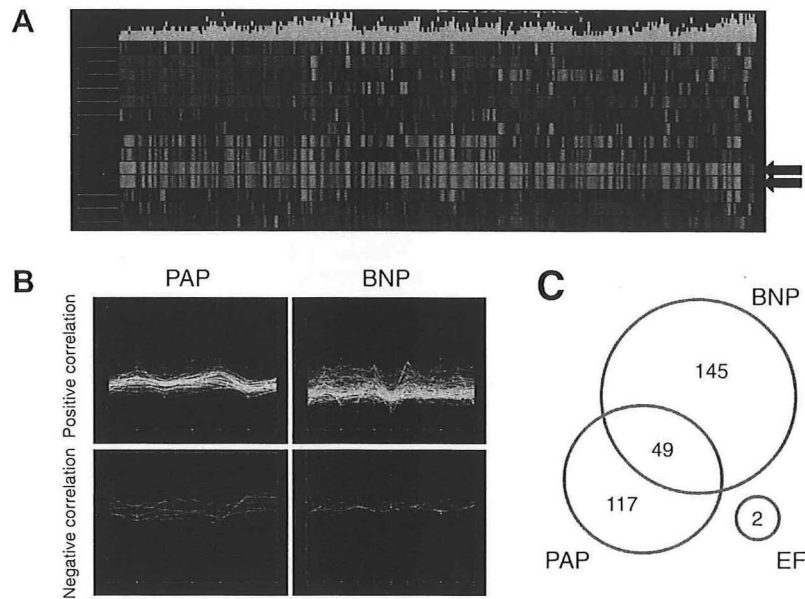 A
B
PAP
BNP
Positive correlation
Negative correlation
C
BNP
145
49
117
2
PAP
EF